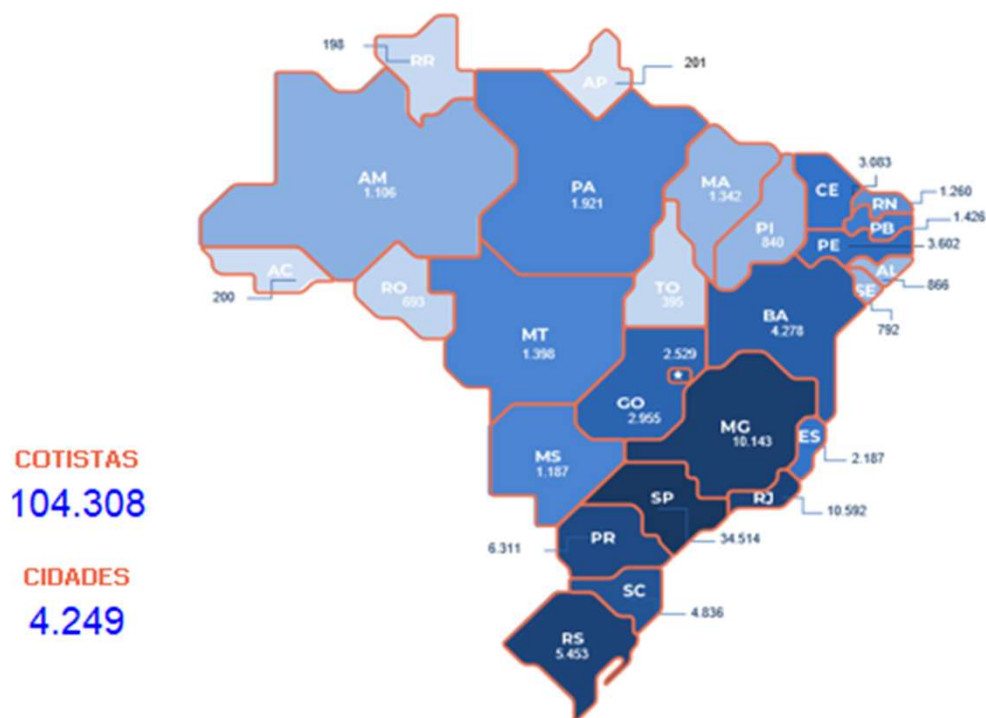 198
RR
AP
201
AM
1.106
PA
1.921
MA
1.342
PI
840
CE
3.083
RN
1.260
PB
1.426
PE
3.602
AL
866
SE
792
AC
200
RO
693
TO
395
BA
4.278
MT
1.398
2.529
GO
2.955
MG
10.143
ES
2.187
MS
1.187
SP
34.514
RJ
10.592
PR
6.311
SC
4.836
RS
5.453
COTISTAS
104.308
CIDADES
4.249